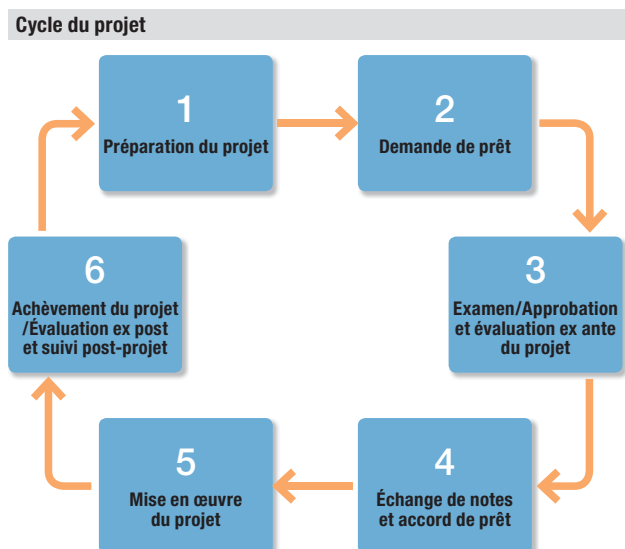 Cycle du projet
1
Préparation du projet
2
Demande de prêt
3
Examen/Approbation
et évaluation ex ante
du projet
4
Échange de notes
et accord de prêt
5
Mise en œuvre
du projet
6
Achèvement du projet
/Évaluation ex post
et suivi post-projet